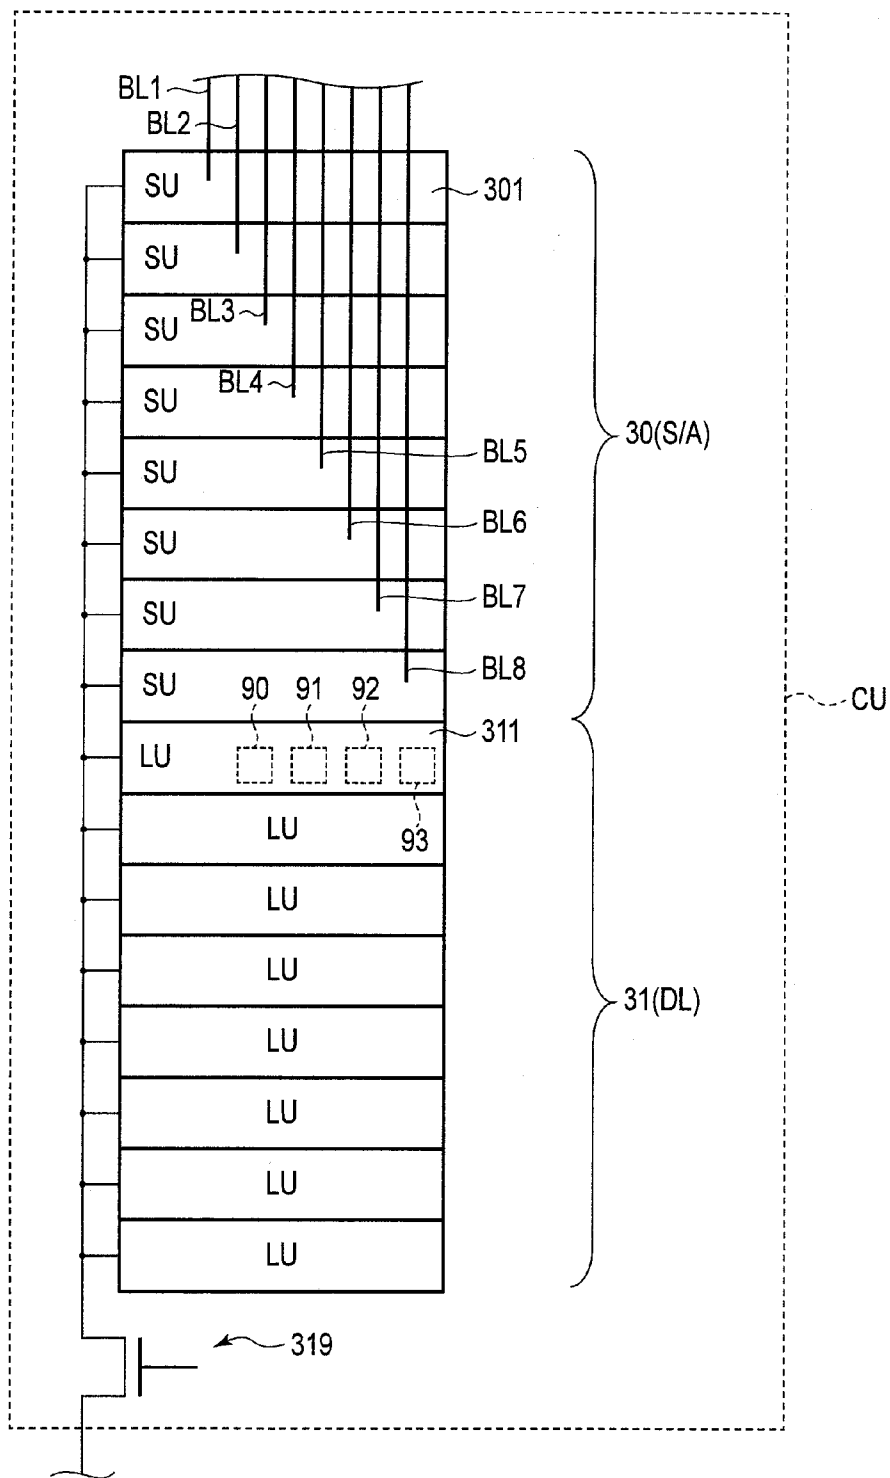 BL1
BL2
SU
301
SU
BL3
SU
BL4
SU
30(S/A)
BL5
SU
BL6
SU
BL7
SU
BL8
SU
90 91 92
CU
311
LU
93
LU
LU
LU
31(DL)
LU
LU
LU
LU
319